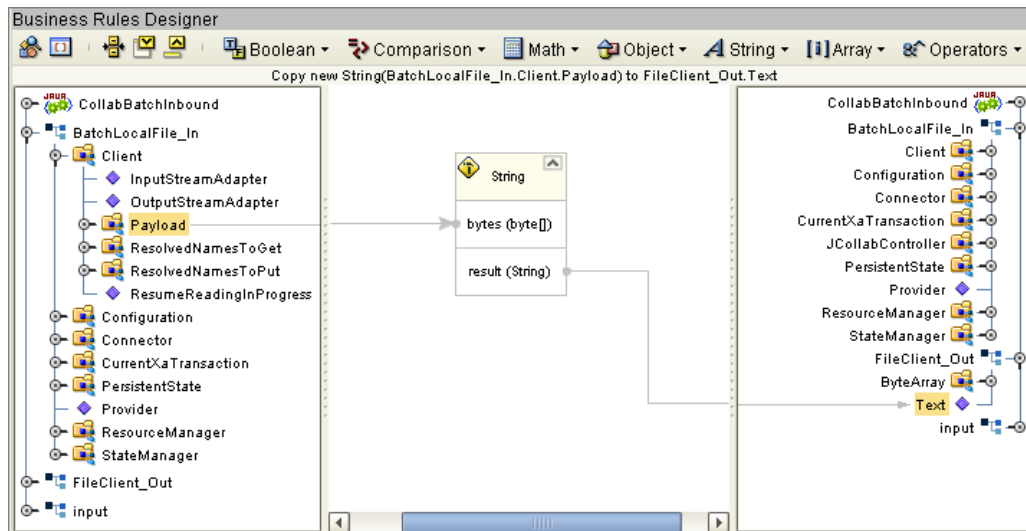 Business Rules Designer
Boolean Comparison Math Object String Array Operators
Copy new String(BatchLocalFile_In.Client.Payload) to FileClient_Out.Text
JAVA
CollabBatchInbound
BatchLocalFile_In
Client
InputStreamAdapter
OutputStreamAdapter
Payload
ResolvedNamesToGet
ResolvedNamesToPut
ResumeReadingInProgress
Configuration
Connector
CurrentXaTransaction
PersistentState
Provider
ResourceManager
StateManager
FileClient_Out
input
String
bytes (byte[])
result (String)
CollabBatchInbound
JAVA
BatchLocalFile_In
Client
Configuration
Connector
CurrentXaTransaction
JCollabController
PersistentState
Provider
ResourceManager
StateManager
FileClient_Out
ByteArray
Text
input